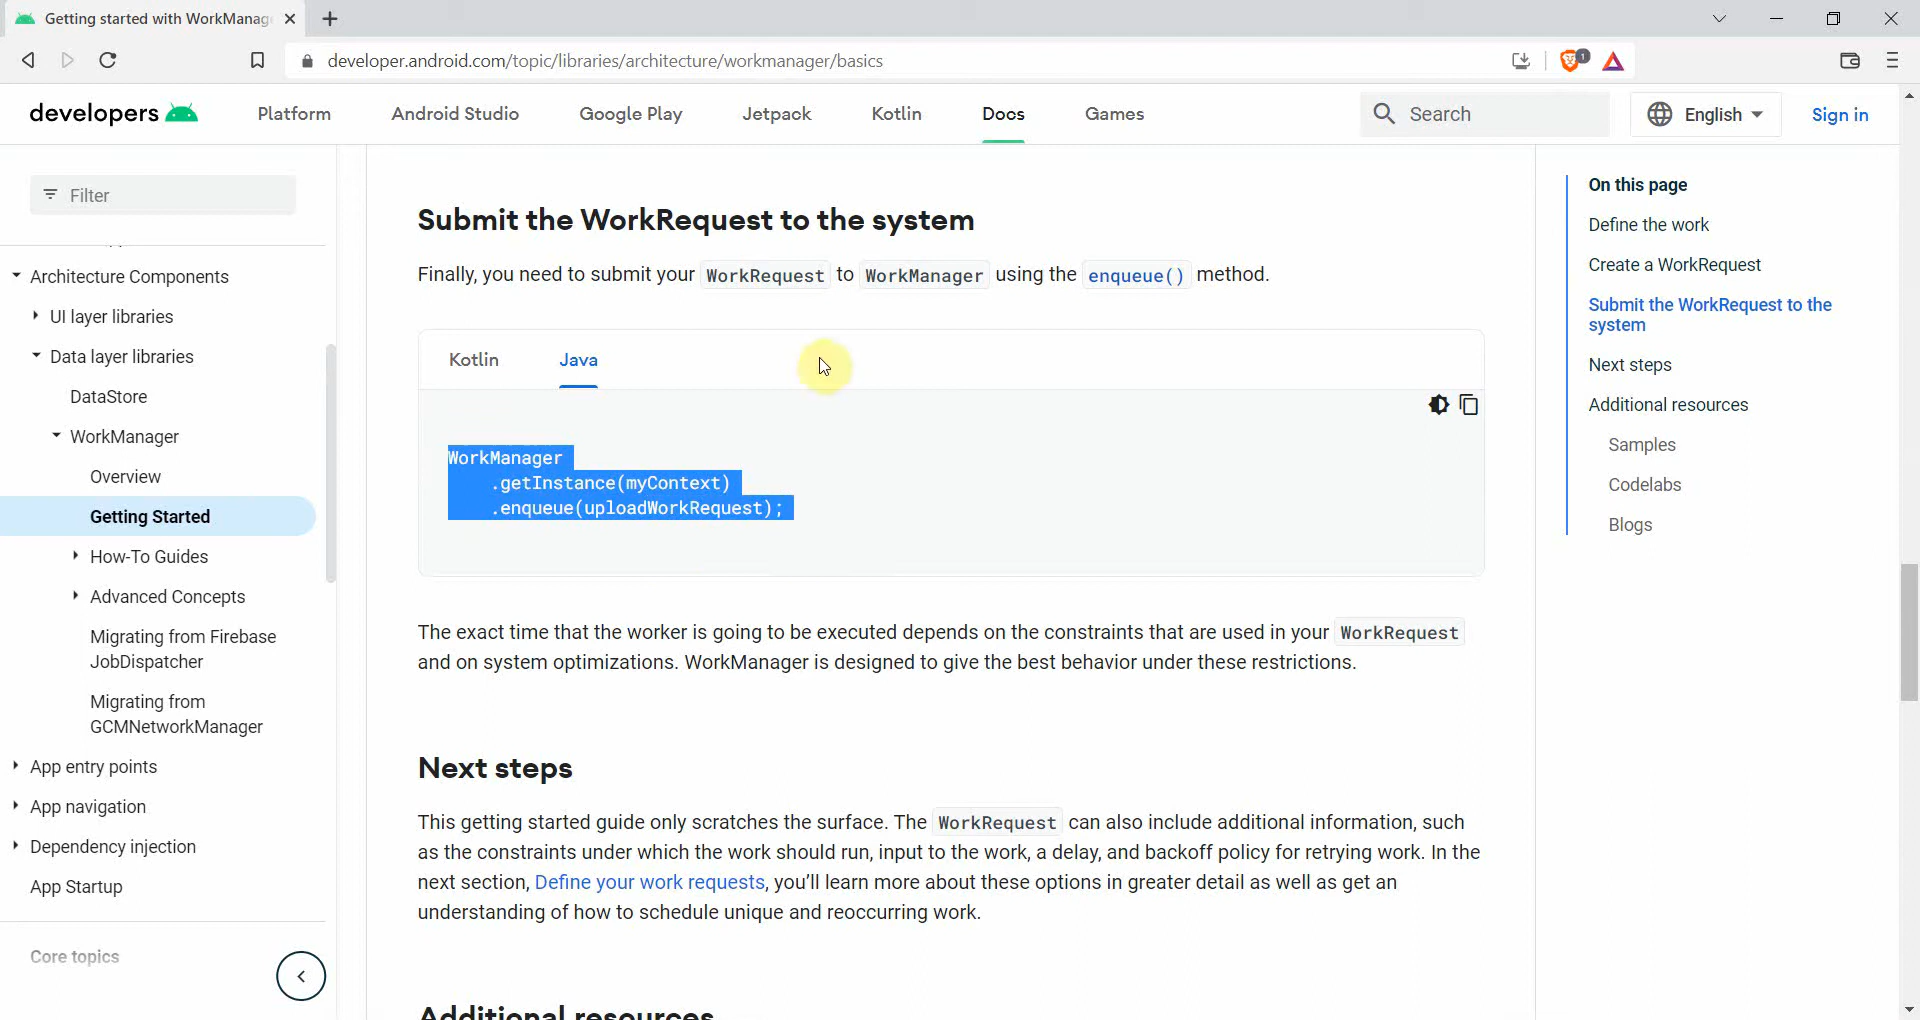 Getting started with WorkManag
developer.android.com/topic/libraries/architecture/workmanager/basics
1
developers
Platform
Android Studio
Google Play
Jetpack
Kotlin
Docs
Games
Search
English
Sign in
Filter
Architecture Components
UI layer libraries
Data layer libraries
DataStore
WorkManager
Overview
Getting Started
How-To Guides
Advanced Concepts
Migrating from Firebase
JobDispatcher
Migrating from
GCMNetworkManager
App entry points
App navigation
Dependency injection
App Startup
Core topics
Submit the WorkRequest to the system
Finally, you need to submit your WorkRequest to WorkManager using the enqueue() method.
Kotlin
Java
WorkManager
.getInstance(myContext)
.enqueue(uploadWorkRequest);
The exact time that the worker is going to be executed depends on the constraints that are used in your WorkRequest
and on system optimizations. WorkManager is designed to give the best behavior under these restrictions.
Next steps
This getting started guide only scratches the surface. The WorkRequest can also include additional information, such
as the constraints under which the work should run, input to the work, a delay, and backoff policy for retrying work. In the
next section, Define your work requests, you'll learn more about these options in greater detail as well as get an
understanding of how to schedule unique and reoccurring work.
Additional resources
On this page
Define the work
Create a WorkRequest
Submit the WorkRequest to the
system
Next steps
Additional resources
Samples
Codelabs
Blogs